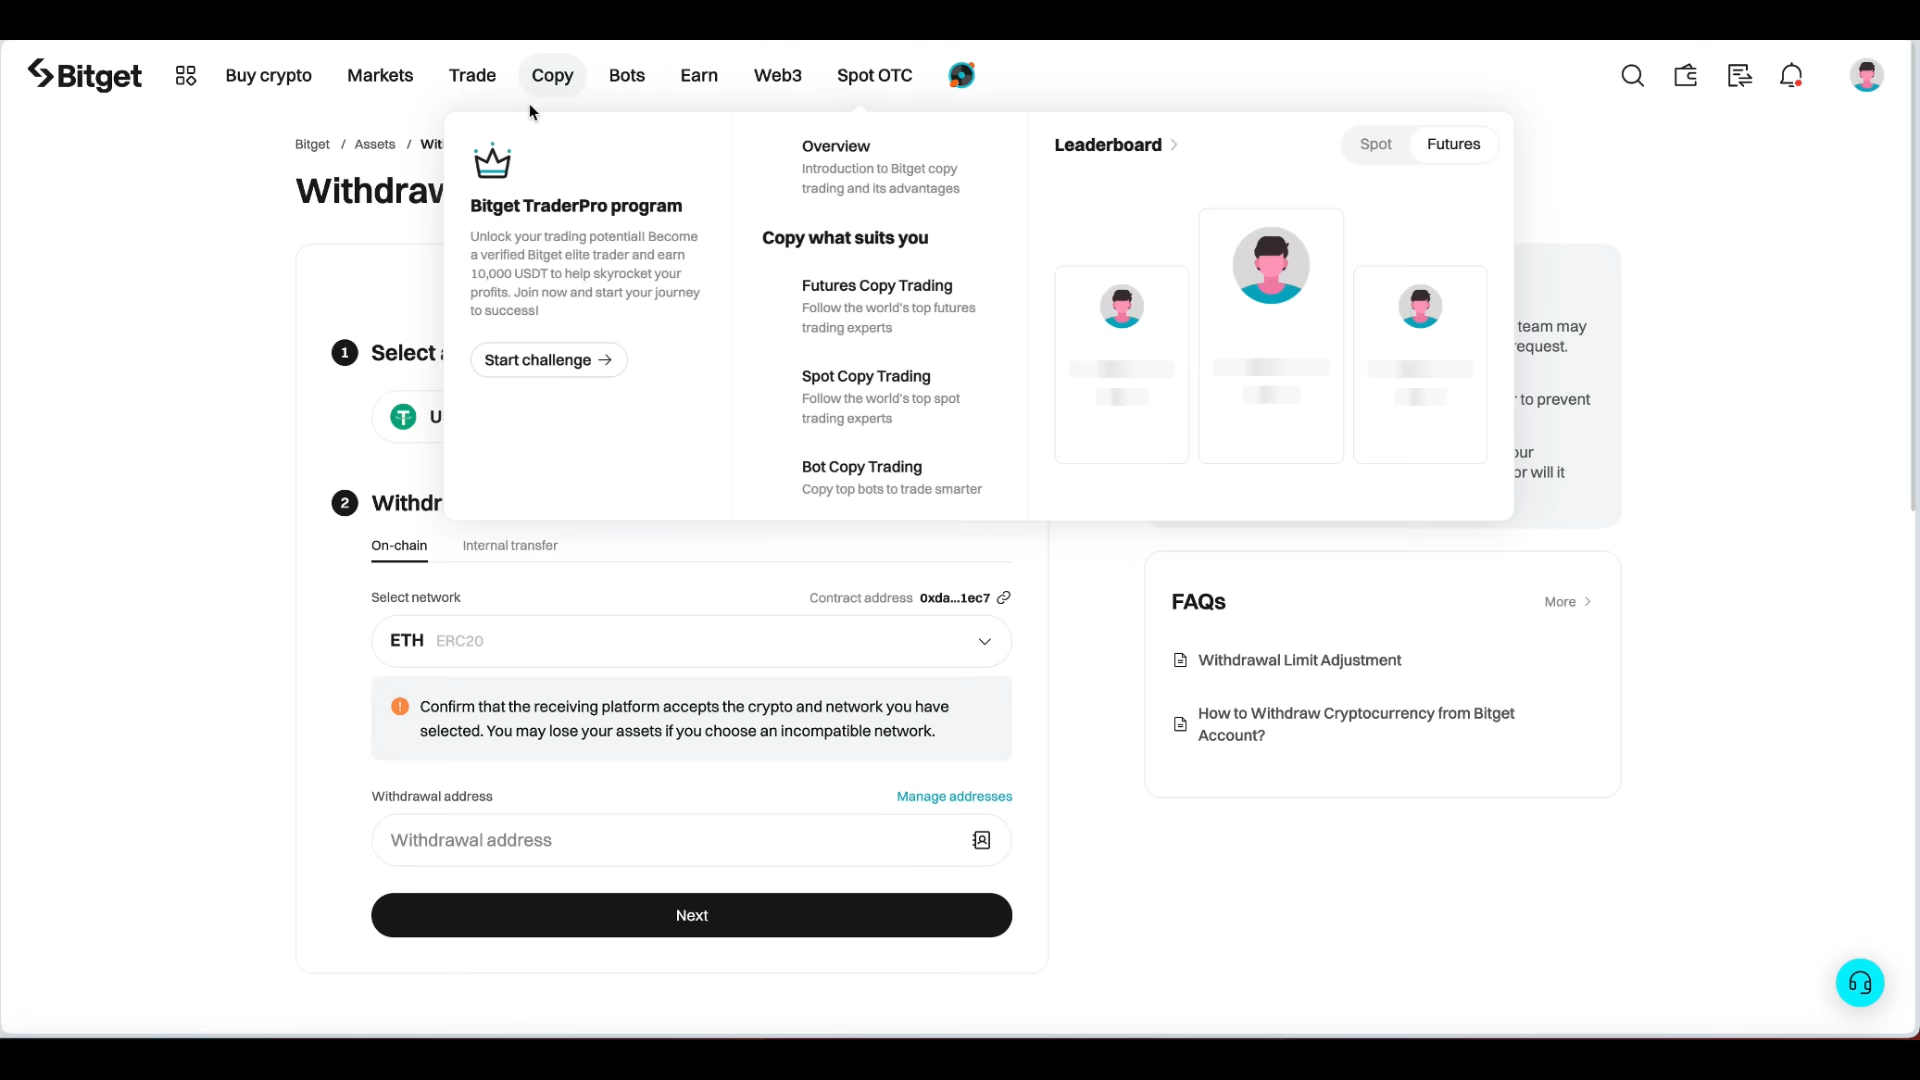 Bitget
Buy crypto
Markets
Trade
Copy
Bots
Earn
Web3
Spot OTC
Bitget / Assets /
Bitget TraderPro program
Unlock your trading potential! Become
a verified Bitget elite trader and earn
10,000 USDT to help skyrocket your
profits. Join now and start your journey
to success!
Start challenge
Overview
Introduction to Bitget copy
trading and its advantages
Copy what suits you
Futures Copy Trading
Follow the world's top futures
trading experts
Spot Copy Trading
Follow the world's top spot
trading experts
Bot Copy Trading
Copy top bots to trade smarter
Leaderboard
Spot
Futures
1 Select
2
team may
to prevent
or will it
On-chain
Internal transfer
Select network
Contract address 0xda...1ec7
ETH ERC20
Confirm that the receiving platform accepts the crypto and network you have
selected. You may lose your assets if you choose an incompatible network.
Withdrawal address
Manage addresses
Withdrawal address
Next
FAQs
More
Withdrawal Limit Adjustment
How to Withdraw Cryptocurrency from Bitget
Account?